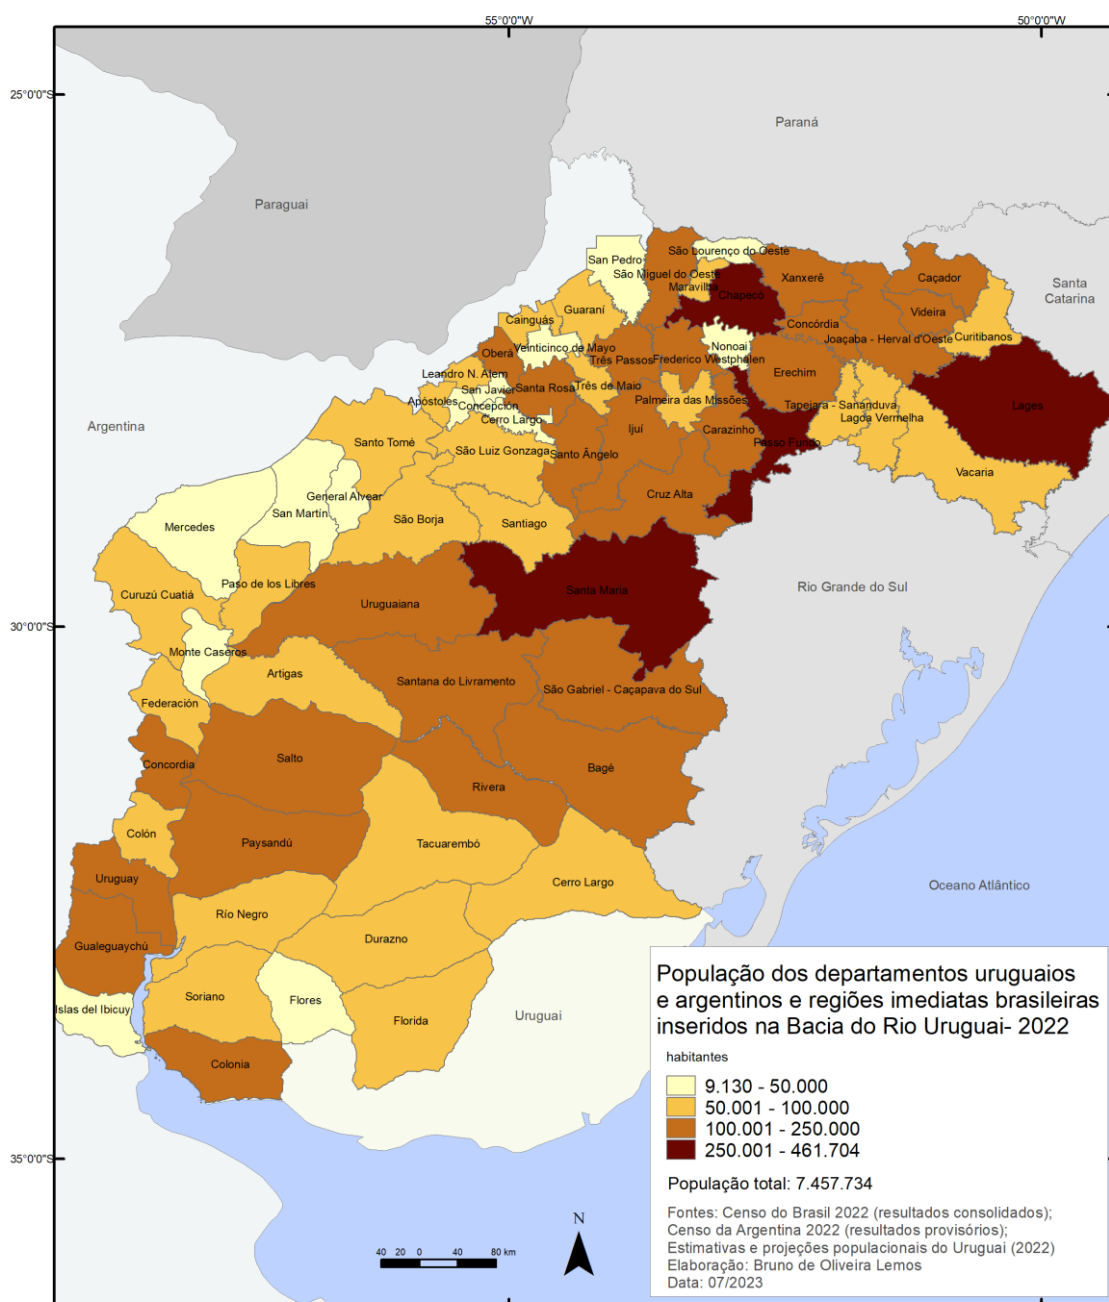 55°0'0"W
50°0'0"W
25°0'0"S
Paraná
Paraguai
Santa
Catarina
São Lourenço do Oeste
San Pedro
São Miguel do Oeste
Maravilha
Chapecó
Xanxerê
Caçador
Guaraní
Videira
Cainguás
Concórdia
Joaçaba - Herval d'Oeste
Curitibanos
Veinticinco de Mayo
Nonoai
Oberá
Três Passos
Frederico Westphalen
Erechim
Leandro N. Alem
San Javier
Santa Rosa
Três de Maio
Apóstoles
Concepción
Palmeira das Missões
Tapejara - Sananduva
Lages
Cerro Largo
Lagoa Vermelha
Argentina
Ijuí
Carazinho
Santo Tomé
Passo Fundo
São Luiz Gonzaga
Santo Ângelo
Vacaria
General Alvear
Cruz Alta
San Martín
Mercedes
São Borja
Santiago
Paso de los Libres
Curuzú Cuatiá
Santa Maria
Rio Grande do Sul
Uruguaiana
30°0'0"S
Monte Caseros
Artigas
Santana do Livramento
São Gabriel - Caçapava do Sul
Federación
Concordia
Salto
Bagé
Rivera
Colón
Paysandú
Tacuarembó
Uruguay
Cerro Largo
Oceano Atlântico
Río Negro
Gualeguaychú
Durazno
Soriano
Flores
Islas del Ibicuy
Florida
Uruguai
Colonia
35°0'0"S
População dos departamentos uruguaios
e argentinos e regiões imediatas brasileiras
inseridos na Bacia do Rio Uruguai- 2022
habitantes
9.130 - 50.000
50.001 - 100.000
100.001 - 250.000
250.001 - 461.704
População total: 7.457.734
Fontes: Censo do Brasil 2022 (resultados consolidados);
Censo da Argentina 2022 (resultados provisórios);
Estimativas e projeções populacionais do Uruguai (2022)
Elaboração: Bruno de Oliveira Lemos
Data: 07/2023
N
40 20 0 40 80 km